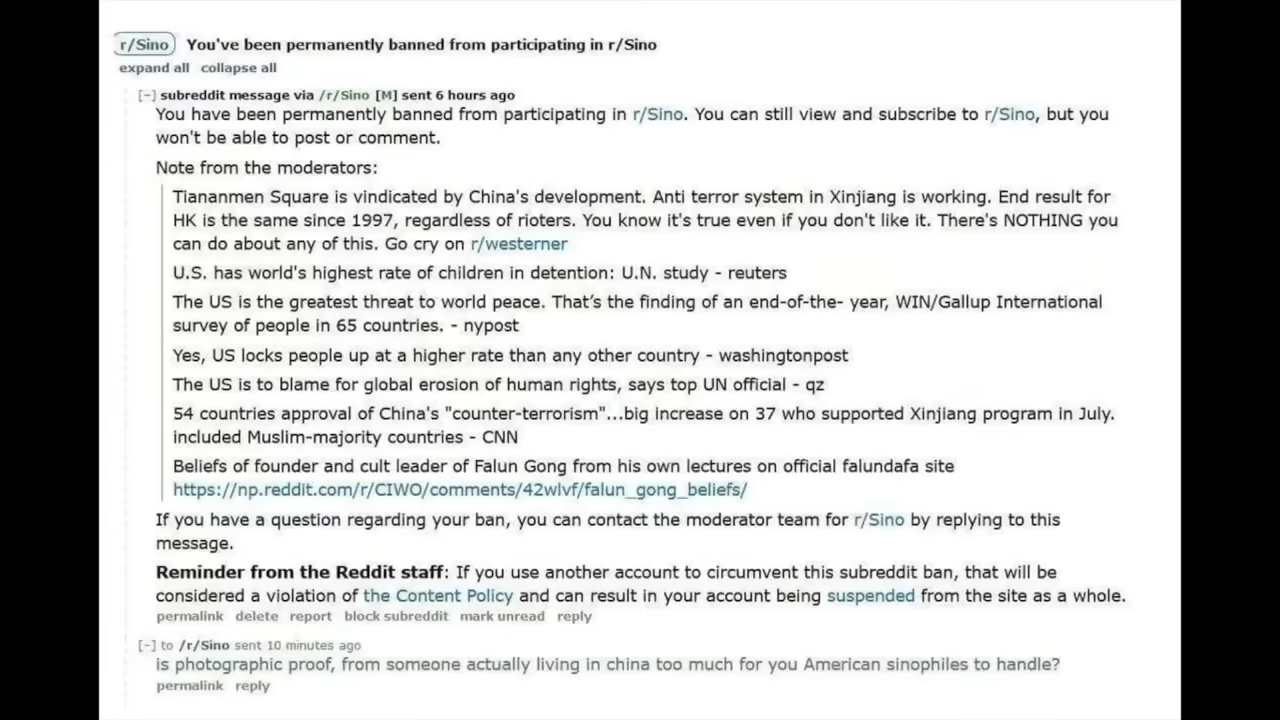 r/Sino You've been permanently banned from participating in r/Sino
expand all collapse all
[-] subreddit message via /r/Sino [M] sent 6 hours ago
You have been permanently banned from participating in r/Sino. You can still view and subscribe to r/Sino, but you
won't be able to post or comment.
Note from the moderators:
Tiananmen Square is vindicated by China's development. Anti terror system in Xinjiang is working. End result for
HK is the same since 1997, regardless of rioters. You know it's true even if you don't like it. There's NOTHING you
can do about any of this. Go cry on r/westerner
U.S. has world's highest rate of children in detention: U.N. study - reuters
The US is the greatest threat to world peace. That’s the finding of an end-of-the- year, WIN/Gallup International
survey of people in 65 countries. - nypost
Yes, US locks people up at a higher rate than any other country - washingtonpost
The US is to blame for global erosion of human rights, says top UN official - qz
54 countries approval of China's "counter-terrorism"...big increase on 37 who supported Xinjiang program in July.
included Muslim-majority countries - CNN
Beliefs of founder and cult leader of Falun Gong from his own lectures on official falundafa site
https://np.reddit.com/r/CIWO/comments/42wlvf/falun_gong_beliefs/
If you have a question regarding your ban, you can contact the moderator team for r/Sino by replying to this
message.
Reminder from the Reddit staff: If you use another account to circumvent this subreddit ban, that will be
considered a violation of the Content Policy and can result in your account being suspended from the site as a whole.
permalink delete report block subreddit mark unread reply
[-] to /r/Sino sent 10 minutes ago
is photographic proof, from someone actually living in china too much for you American sinophiles to handle?
permalink reply